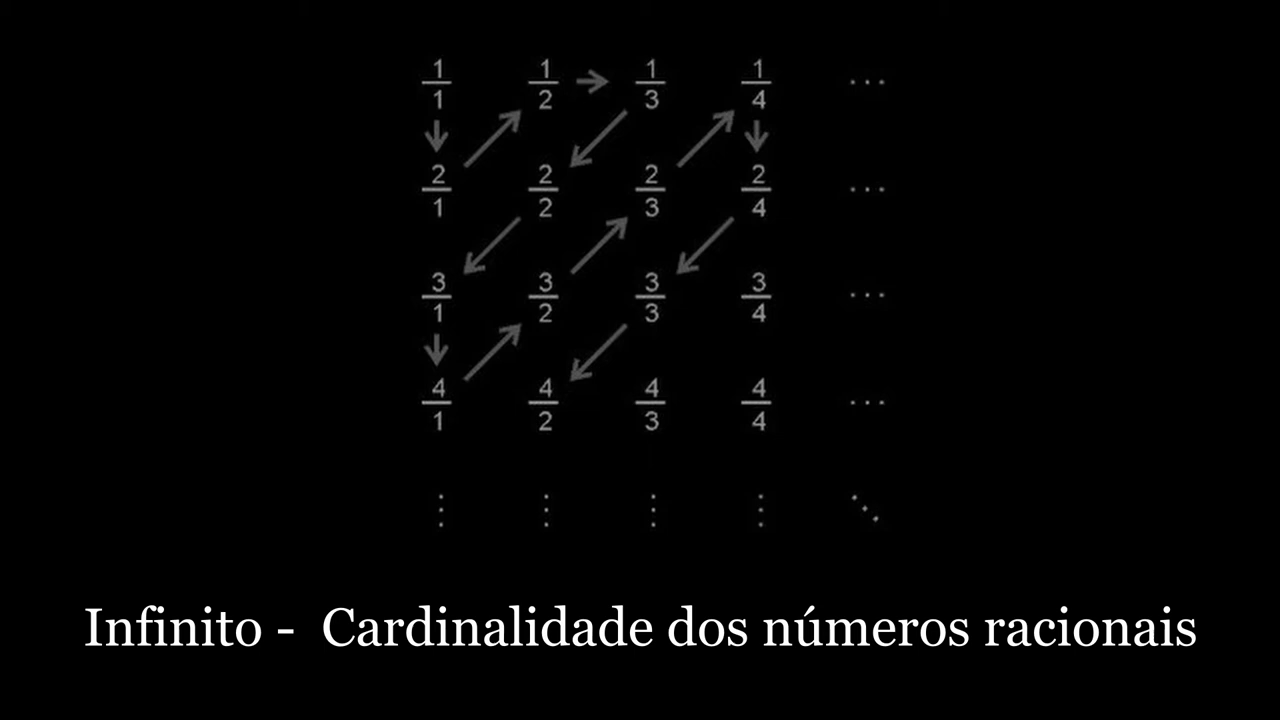 1/1 1/2 1/3 1/4 ...
2/1 2/2 2/3 2/4 ...
3/1 3/2 3/3 3/4 ...
4/1 4/2 4/3 4/4 ...
Infinito - Cardinalidade dos números racionais